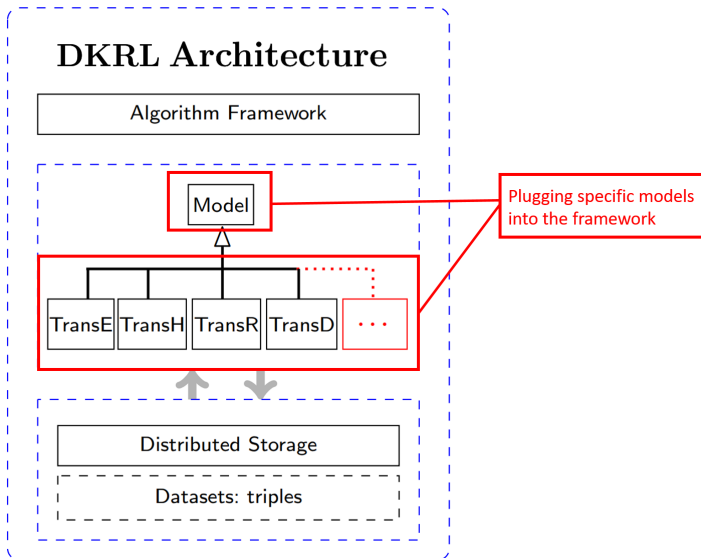 DKRL Architecture
Algorithm Framework
Model
Plugging specific models
into the framework
TransE TransH TransR TransD ...
Distributed Storage
Datasets: triples